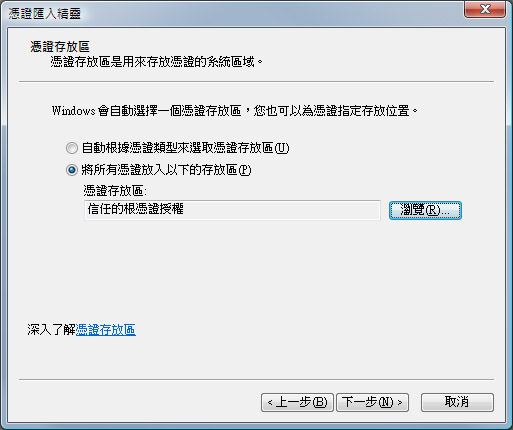 憑證匯入精靈
憑證存放區
憑證存放區是用來存放憑證的系統區域。
Windows 會自動選擇一個憑證存放區，您也可以為憑證指定存放位置。
自動根據憑證類型來選取憑證存放區(U)
將所有憑證放入以下的存放區(P)
憑證存放區:
信任的根憑證授權
瀏覽(R)...
深入了解憑證存放區
< 上一步(B)
下一步(N) >
取消